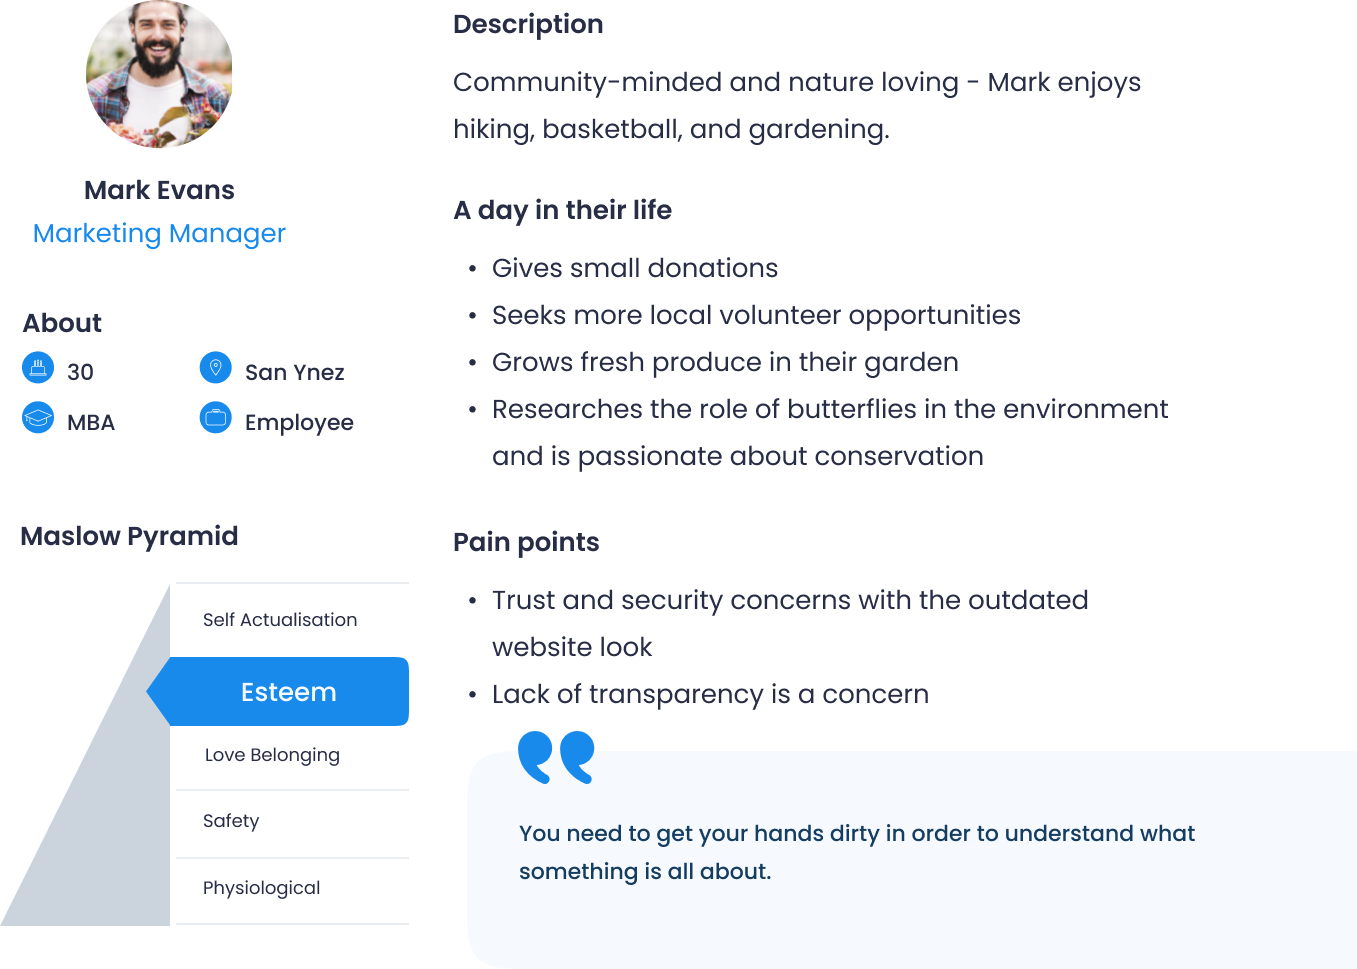 Mark Evans
Marketing Manager
About
30
San Ynez
MBA
Employee
Maslow Pyramid
Self Actualisation
Esteem
Love Belonging
Safety
Physiological
Description
Community-minded and nature loving - Mark enjoys
hiking, basketball, and gardening.
A day in their life
• Gives small donations
• Seeks more local volunteer opportunities
• Grows fresh produce in their garden
• Researches the role of butterflies in the environment
and is passionate about conservation
Pain points
• Trust and security concerns with the outdated
website look
• Lack of transparency is a concern
You need to get your hands dirty in order to understand what
something is all about.